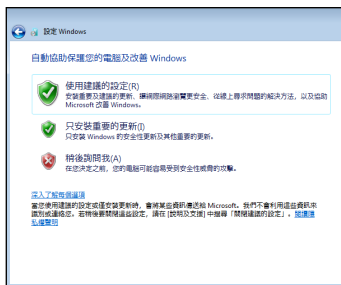 設定 Windows
自動協助保護您的電腦及改善 Windows
使用建議的設定(R)
安裝重要及建議的更新、讓網際網路瀏覽更安全、從線上尋求問題的解決方法，以及協助
Microsoft 改善 Windows。
只安裝重要的更新(I)
只安裝 Windows 的安全性更新及其他重要的更新。
稍後詢問我(A)
在您決定之前，您的電腦可能容易受到安全性威脅的攻擊。
深入了解每個選項
當您使用建議的設定或僅安裝更新時，會將某些資訊傳送給 Microsoft。我們不會利用這些資訊來
識別或連絡您。若稍後要關閉這些設定，請在 [說明及支援] 中搜尋「關閉建議的設定」。閱讀隱
私權聲明